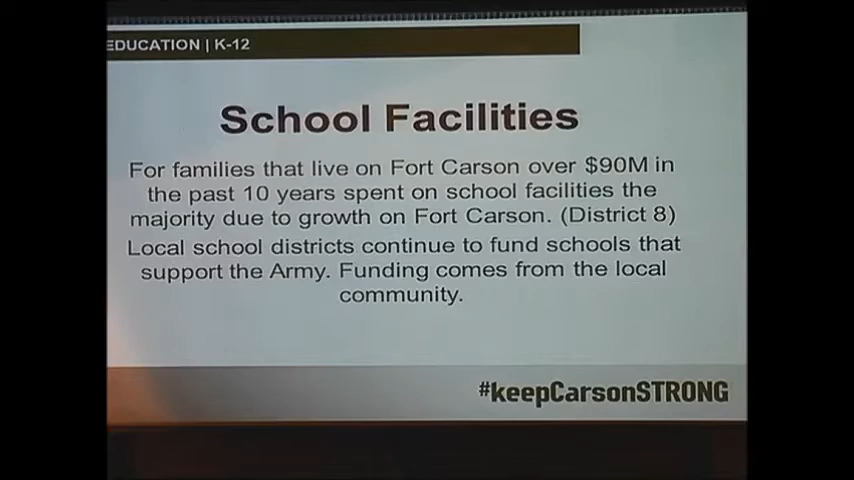 EDUCATION | K-12
School Facilities
For families that live on Fort Carson over $90M in
the past 10 years spent on school facilities the
majority due to growth on Fort Carson. (District 8)
Local school districts continue to fund schools that
support the Army. Funding comes from the local
community.
#keepCarsonSTRONG